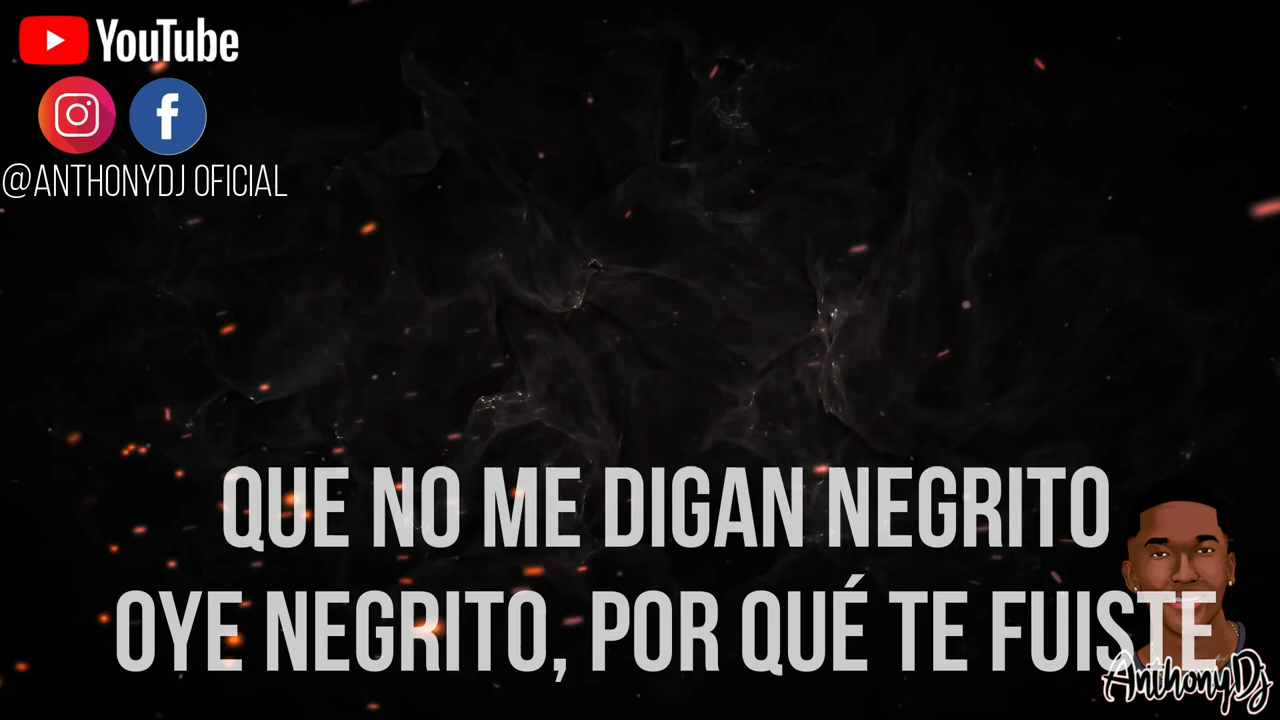 YouTube
@ANTHONYDJ OFICIAL
QUE NO ME DIGAN NEGRITO
OYE NEGRITO, POR QUÉ TE FUISTE
AnthonyDj